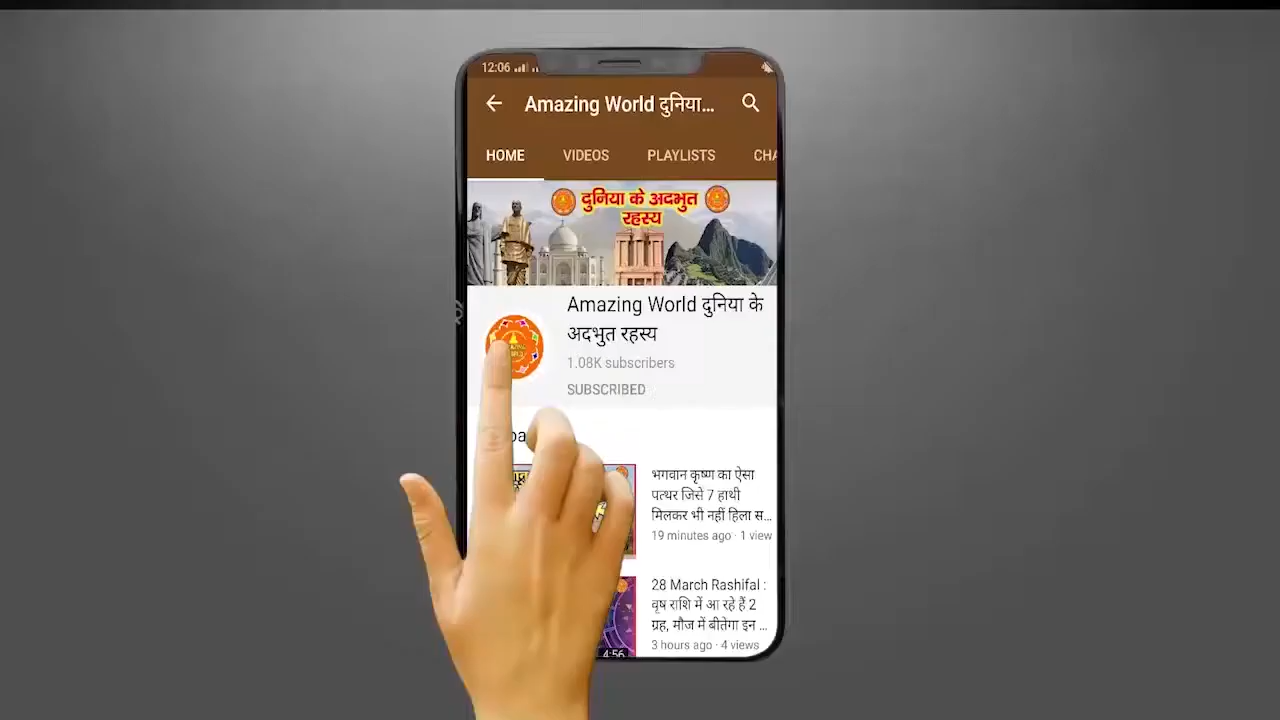 12:06
Amazing World दुनिया...
HOME VIDEOS PLAYLISTS CHA
दुनिया के अदभुत
रहस्य
Amazing World दुनिया के
अदभुत रहस्य
1.08K subscribers
SUBSCRIBED
भगवान कृष्ण का ऐसा
पत्थर जिसे 7 हाथी
मिलकर भी नहीं हिला स...
19 minutes ago · 1 view
28 March Rashifal :
वृष राशि में आ रहे हैं 2
ग्रह, मौज में बीतेगा इन ...
3 hours ago · 4 views
4:56